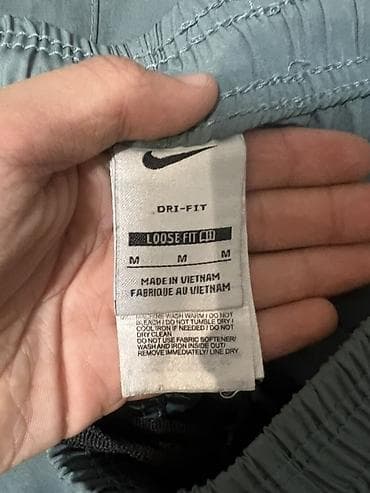 DRI-FIT
LOOSE FIT
M M M
MADE IN VIETNAM
FABRIQUE AU VIETNAM
MACHINE WASH WARM / DO NOT
BLEACH / DO NOT TUMBLE DRY /
COOL IRON IF NEEDED / DO NOT
DRY CLEAN
DO NOT USE FABRIC SOFTENER/
WASH AND IRON INSIDE OUT/
REMOVE IMMEDIATELY/ LINE DRY